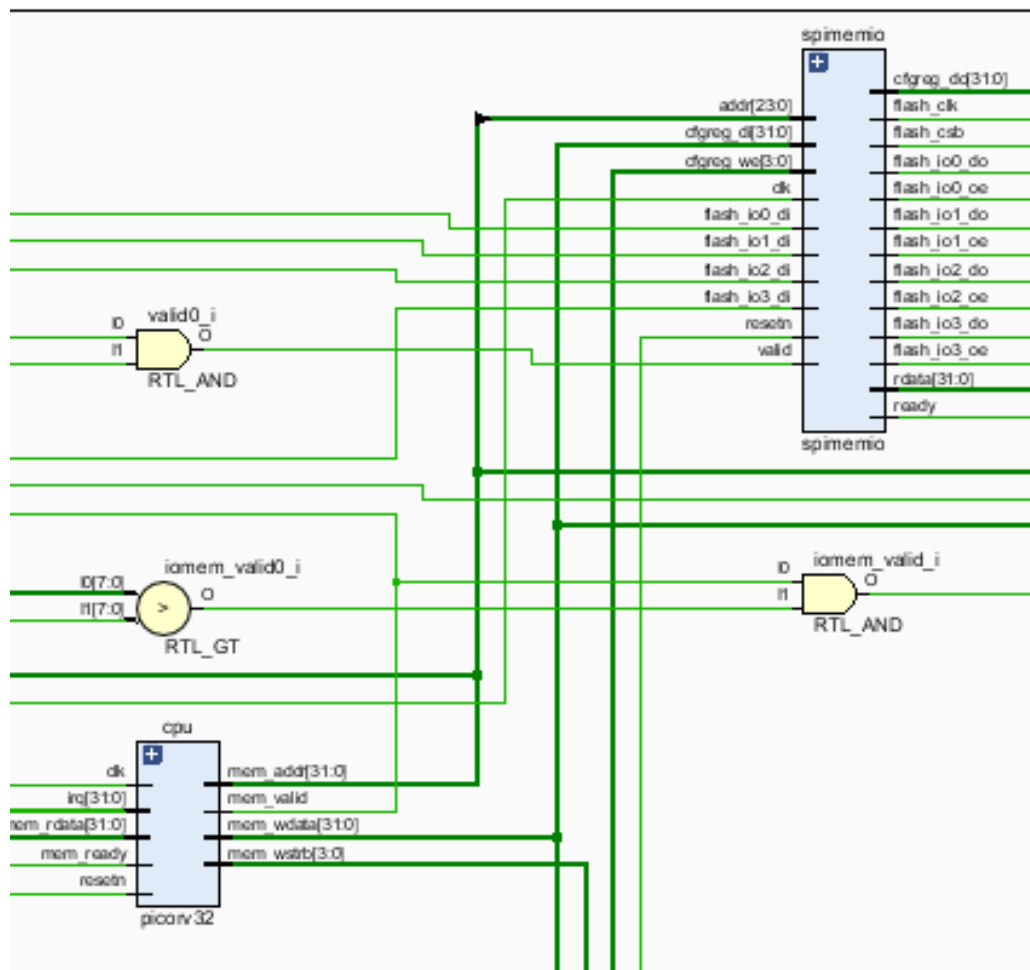 spimemio
cfgreg_do[31:0]
addr[23:0]
flash_clk
cfgreg_di[31:0]
flash_csb
cfgreg_we[3:0]
flash_io0_do
clk
flash_io0_oe
flash_io0_di
flash_io1_do
flash_io1_di
flash_io1_oe
flash_io2_di
flash_io2_do
flash_io3_di
flash_io2_oe
resetn
flash_io3_do
valid
flash_io3_oe
rdata[31:0]
ready
spimemio
valid0_i
I0
O
I1
RTL_AND
iomem_valid0_i
I0[7:0]
O
I1[7:0]
>
RTL_GT
iomem_valid_i
I0
O
I1
RTL_AND
cpu
clk
mem_addr[31:0]
irq[31:0]
mem_valid
mem_rdata[31:0]
mem_wdata[31:0]
mem_ready
mem_wstrb[3:0]
resetn
picorv32